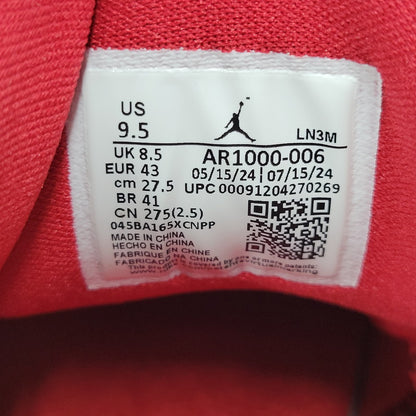 US
9.5
LN3M
UK 8.5
EUR 43
cm 27.5
BR 41
CN 275(2.5)
AR1000-006
05/15/24 | 07/15/24
UPC 00091204270269
045BA165XCNPP
MADE IN CHINA
HECHO EN CHINA
FABRIQUE EN CHINE
FABRICADO NA CHINA